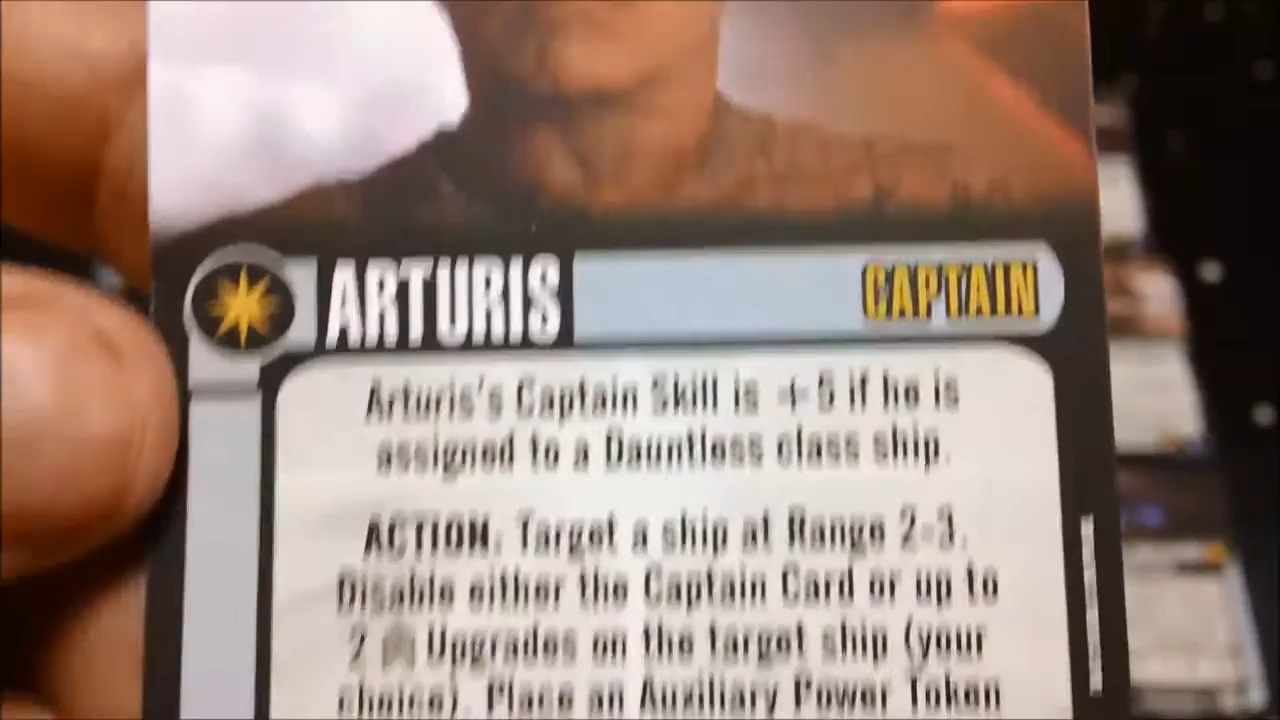 ARTURIS
CAPTAIN
Arturis's Captain Skill is +5 if he is
assigned to a Dauntless class ship.
ACTION: Target a ship at Range 2-3.
Disable either the Captain Card or up to
2 Upgrades on the target ship (your
choice). Place an Auxiliary Power Token